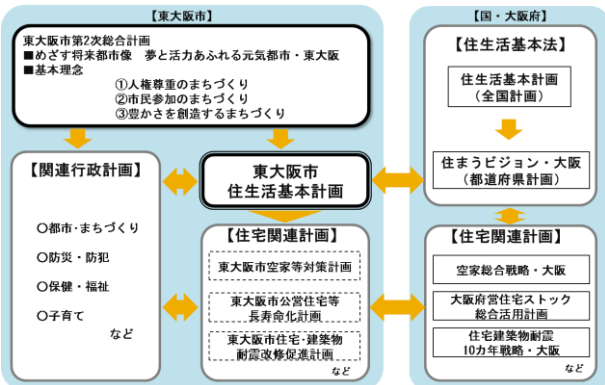 【東大阪市】
東大阪市第2次総合計画
■めざす将来都市像 夢と活力あふれる元気都市・東大阪
■基本理念
①人権尊重のまちづくり
②市民参加のまちづくり
③豊かさを創造するまちづくり
【関連行政計画】
〇都市・まちづくり
〇防災・防犯
〇保健・福祉
〇子育て
など
東大阪市
住生活基本計画
【住宅関連計画】
東大阪市空家等対策計画
東大阪市公営住宅等
長寿命化計画
東大阪市住宅・建築物
耐震改修促進計画
など
【国・大阪府】
【住生活基本法】
住生活基本計画
（全国計画）
住まうビジョン・大阪
（都道府県計画）
【住宅関連計画】
空家総合戦略・大阪
大阪府営住宅ストック
総合活用計画
住宅建築物耐震
10カ年戦略・大阪
など